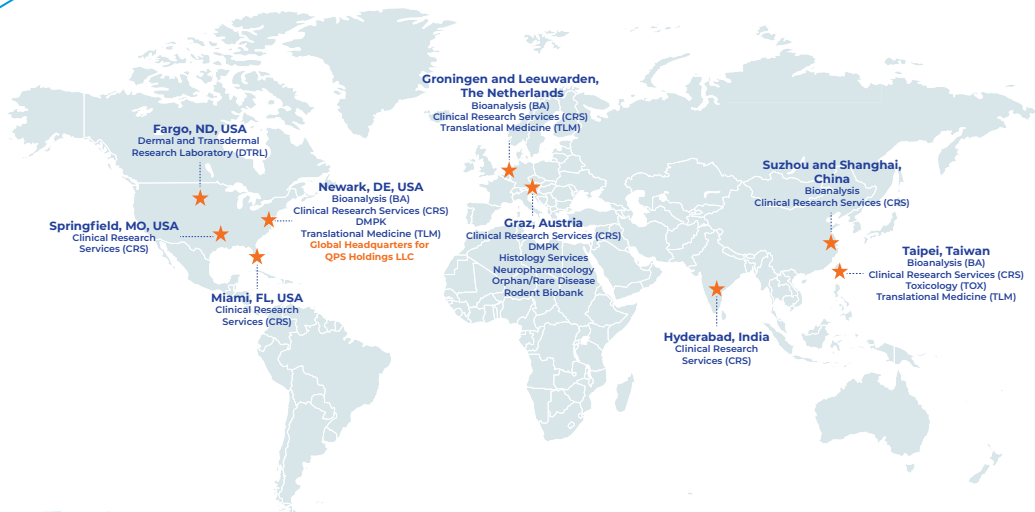 Groningen and Leeuwarden,
The Netherlands
Bioanalysis (BA)
Clinical Research Services (CRS)
Translational Medicine (TLM)
Fargo, ND, USA
Dermal and Transdermal
Research Laboratory (DTRL)
Newark, DE, USA
Bioanalysis (BA)
Clinical Research Services (CRS)
DMPK
Translational Medicine (TLM)
Global Headquarters for
QPS Holdings LLC
Springfield, MO, USA
Clinical Research
Services (CRS)
Miami, FL, USA
Clinical Research
Services (CRS)
Graz, Austria
Clinical Research Services (CRS)
DMPK
Histology Services
Neuropharmacology
Orphan/Rare Disease
Rodent Biobank
Suzhou and Shanghai,
China
Bioanalysis
Clinical Research Services (CRS)
Taipei, Taiwan
Bioanalysis (BA)
Clinical Research Services (CRS)
Toxicology (TOX)
Translational Medicine (TLM)
Hyderabad, India
Clinical Research
Services (CRS)